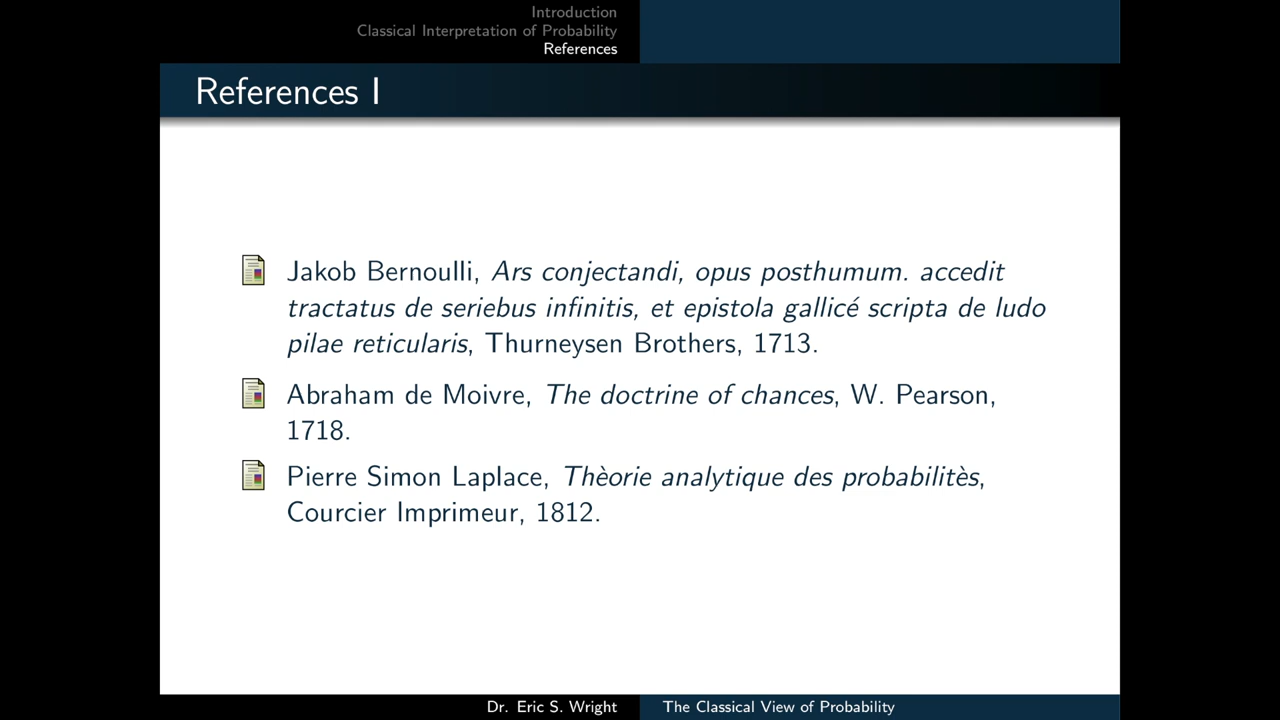 Introduction
Classical Interpretation of Probability
References
References I
Jakob Bernoulli, Ars conjectandi, opus posthumum. accedit
tractatus de seriebus infinitis, et epistola gallicé scripta de ludo
pilae reticularis, Thurneysen Brothers, 1713.
Abraham de Moivre, The doctrine of chances, W. Pearson,
1718.
Pierre Simon Laplace, Thèorie analytique des probabilitès,
Courcier Imprimeur, 1812.
Dr. Eric S. Wright
The Classical View of Probability